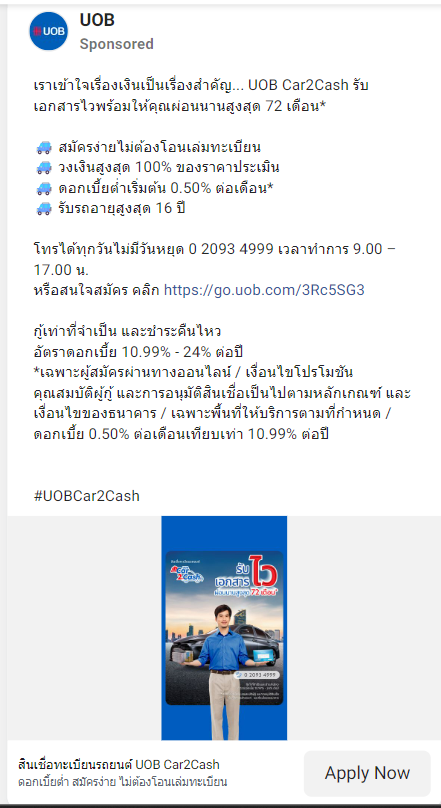 UOB
UOB
Sponsored
เราเข้าใจเรื่องเงินเป็นเรื่องสำคัญ... UOB Car2Cash รับ
เอกสารไวพร้อมให้คุณผ่อนนานสูงสุด 72 เดือน*
🚙 สมัครง่ายไม่ต้องโอนเล่มทะเบียน
🚙 วงเงินสูงสุด 100% ของราคาประเมิน
🚙 ดอกเบี้ยต่ำเริ่มต้น 0.50% ต่อเดือน*
🚙 รับรถอายุสูงสุด 16 ปี
โทรได้ทุกวันไม่มีวันหยุด 0 2093 4999 เวลาทำการ 9.00 –
17.00 น.
หรือสนใจสมัคร คลิก https://go.uob.com/3Rc5SG3
กู้เท่าที่จำเป็น และชำระคืนไหว
อัตราดอกเบี้ย 10.99% - 24% ต่อปี
*เฉพาะผู้สมัครผ่านทางออนไลน์ / เงื่อนไขโปรโมชัน
คุณสมบัติผู้กู้ และการอนุมัติสินเชื่อเป็นไปตามหลักเกณฑ์ และ
เงื่อนไขของธนาคาร / เฉพาะพื้นที่ให้บริการตามที่กำหนด /
ดอกเบี้ย 0.50% ต่อเดือนเทียบเท่า 10.99% ต่อปี
#UOBCar2Cash
Car2Cash
รับ
เอกสาร ไว
ผ่อนนานสูงสุด 72 เดือน*
0 2093 4999
สินเชื่อทะเบียนรถยนต์ UOB Car2Cash
ดอกเบี้ยต่ำ สมัครง่าย ไม่ต้องโอนเล่มทะเบียน
Apply Now